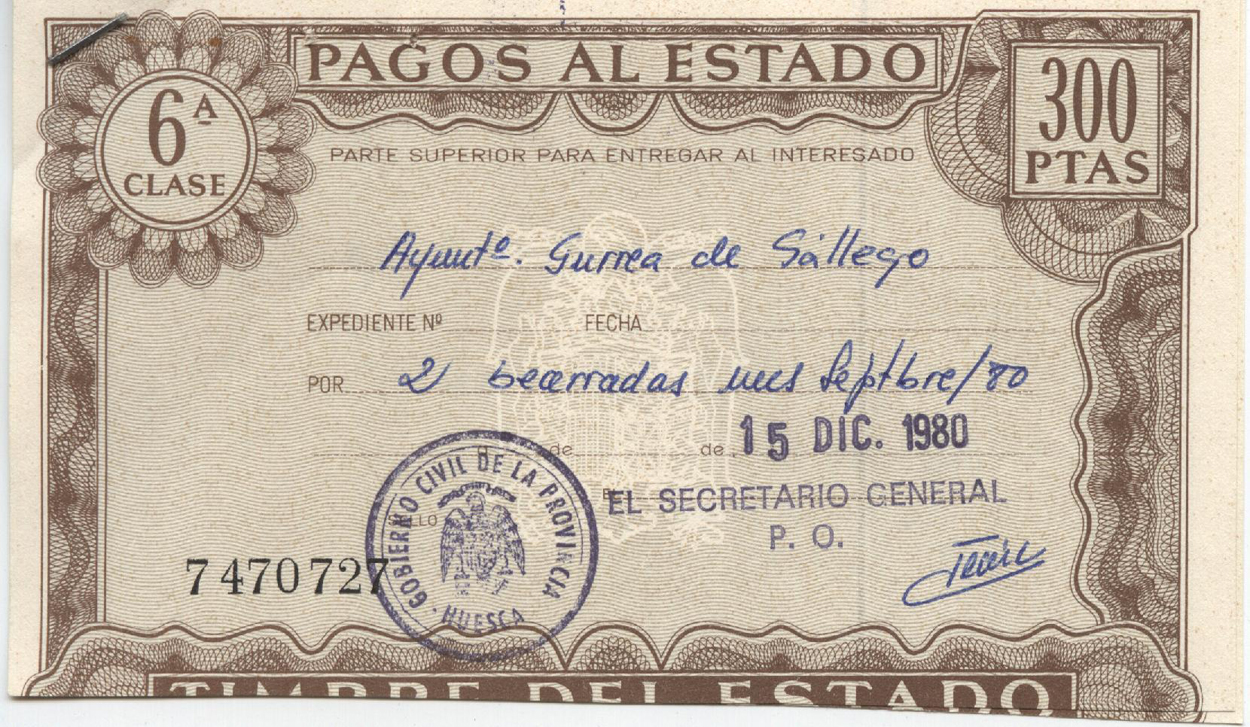 PAGOS AL ESTADO
6ª
CLASE
300
PTAS
PARTE SUPERIOR PARA ENTREGAR AL INTERESADO
Ayuntº. Gurrea de Gállego
EXPEDIENTE Nº FECHA
POR 2 becerradas mes Septbre/80
de de 15 DIC. 1980
EL SECRETARIO GENERAL
P. O.
GOBIERNO CIVIL DE LA PROVINCIA
· HUESCA ·
7470727
TIMBRE DEL ESTADO